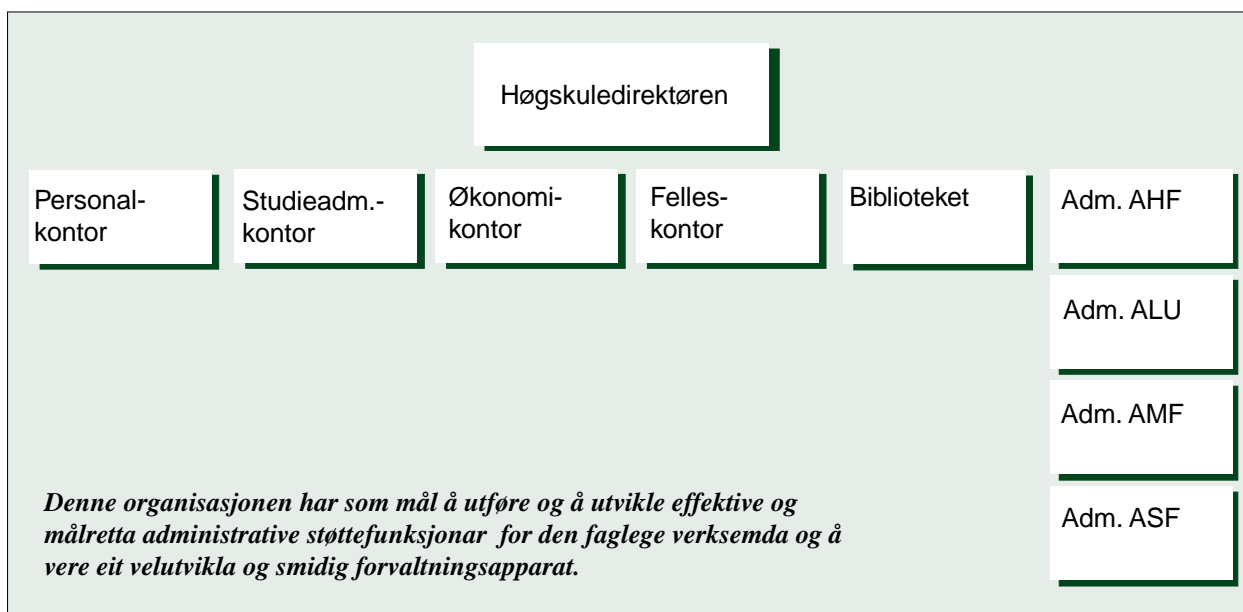 Høgskuledirektøren
Personal-
kontor
Studieadm.-
kontor
Økonomi-
kontor
Felles-
kontor
Biblioteket
Adm. AHF
Adm. ALU
Adm. AMF
Adm. ASF
Denne organisasjonen har som mål å utføre og å utvikle effektive og
målretta administrative støttefunksjonar for den faglege verksemda og å
vere eit velutvikla og smidig forvaltningsapparat.